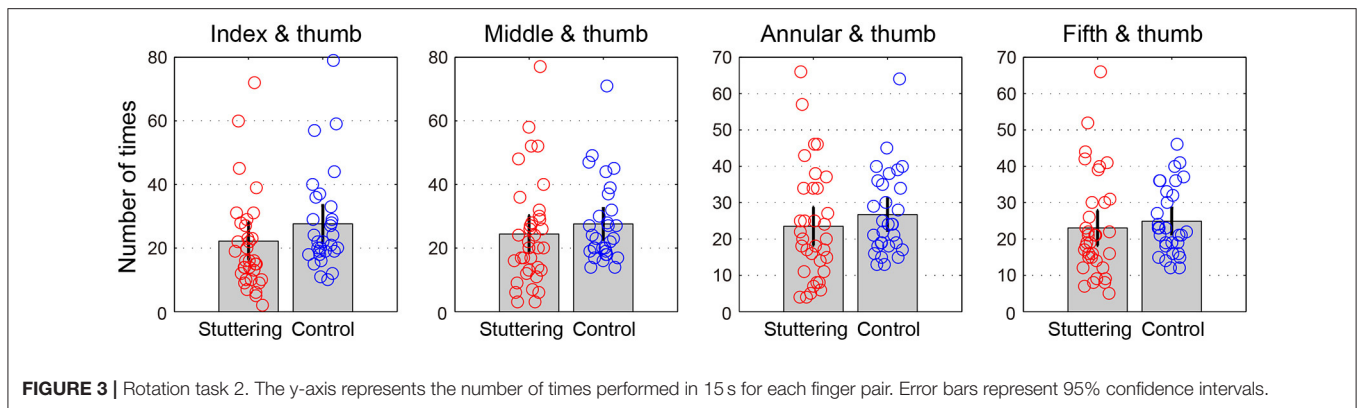 Index & thumb
Middle & thumb
Annular & thumb
Fifth & thumb
Number of times
80
60
40
20
0
Stuttering Control
80
60
40
20
0
Stuttering Control
70
60
50
40
30
20
10
0
Stuttering Control
70
60
50
40
30
20
10
0
Stuttering Control
FIGURE 3 | Rotation task 2. The y-axis represents the number of times performed in 15 s for each finger pair. Error bars represent 95% confidence intervals.